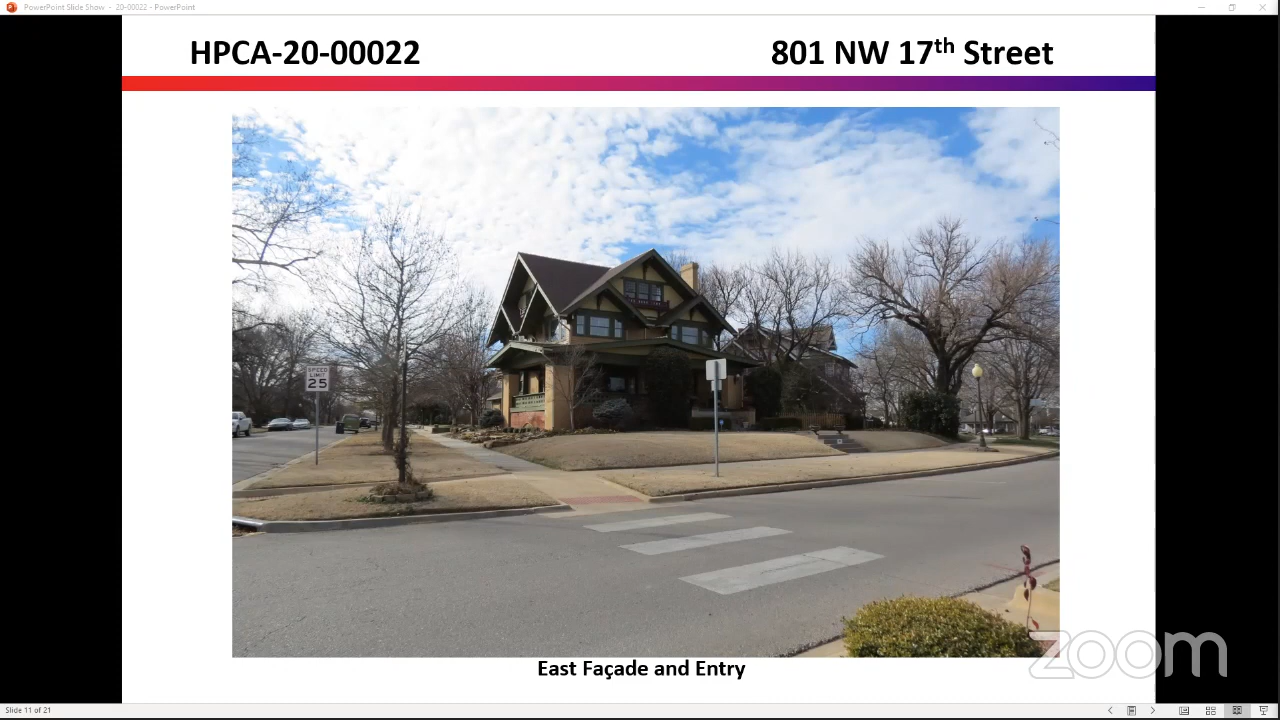 PowerPoint Slide Show - 20-00022 - PowerPoint
HPCA-20-00022
801 NW 17th Street
SPEED
LIMIT
25
East Façade and Entry
zoom
Slide 11 of 21